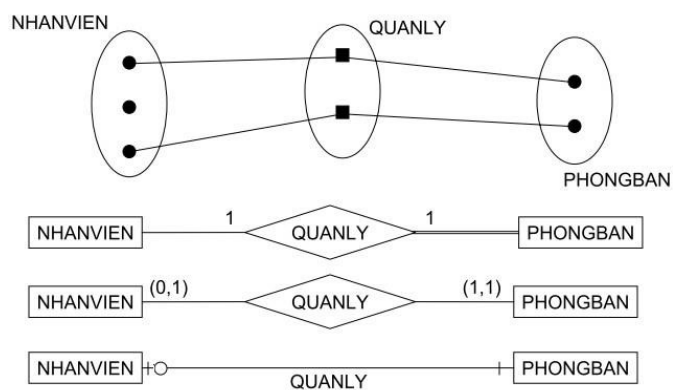 NHANVIEN
QUANLY
PHONGBAN
NHANVIEN 1 QUANLY 1 PHONGBAN
NHANVIEN (0,1) QUANLY (1,1) PHONGBAN
NHANVIEN QUANLY PHONGBAN